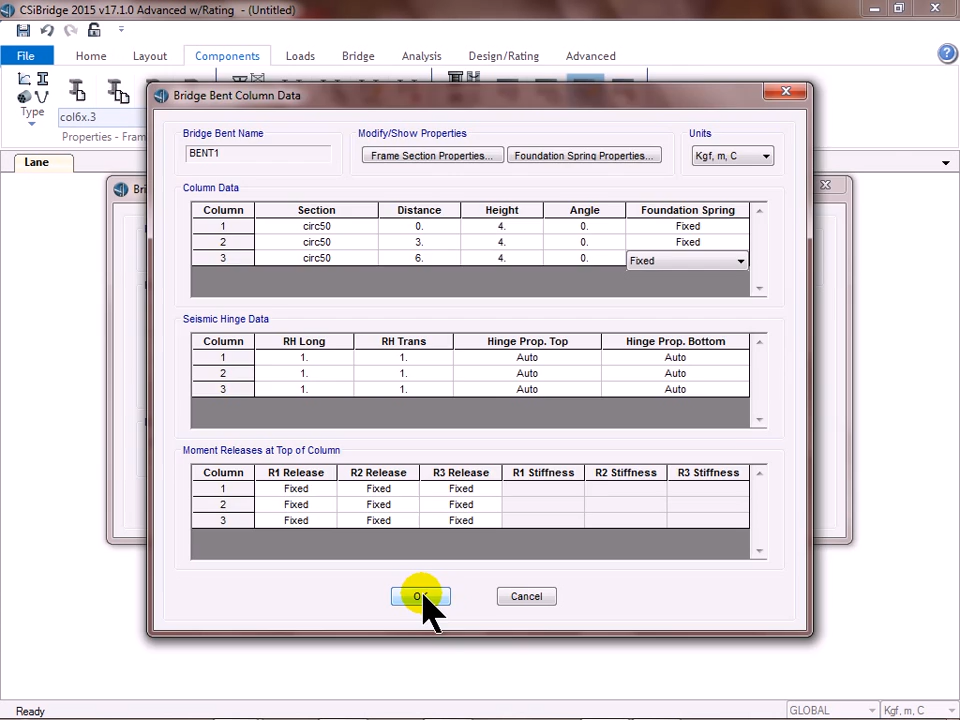 CSiBridge 2015 v17.1.0 Advanced w/Rating - (Untitled)
File Home Layout Components Loads Bridge Analysis Design/Rating Advanced
Type
col6x.3
Properties - Fram
Lane
Bri
Bridge Bent Column Data
Bridge Bent Name Modify/Show Properties Units
BENT1 Frame Section Properties... Foundation Spring Properties... Kgf, m, C
Column Data
Column Section Distance Height Angle Foundation Spring
1 circ50 0. 4. 0. Fixed
2 circ50 3. 4. 0. Fixed
3 circ50 6. 4. 0. Fixed
Seismic Hinge Data
Column RH Long RH Trans Hinge Prop. Top Hinge Prop. Bottom
1 1. 1. Auto Auto
2 1. 1. Auto Auto
3 1. 1. Auto Auto
Moment Releases at Top of Column
Column R1 Release R2 Release R3 Release R1 Stiffness R2 Stiffness R3 Stiffness
1 Fixed Fixed Fixed
2 Fixed Fixed Fixed
3 Fixed Fixed Fixed
OK Cancel
Ready GLOBAL Kgf, m, C